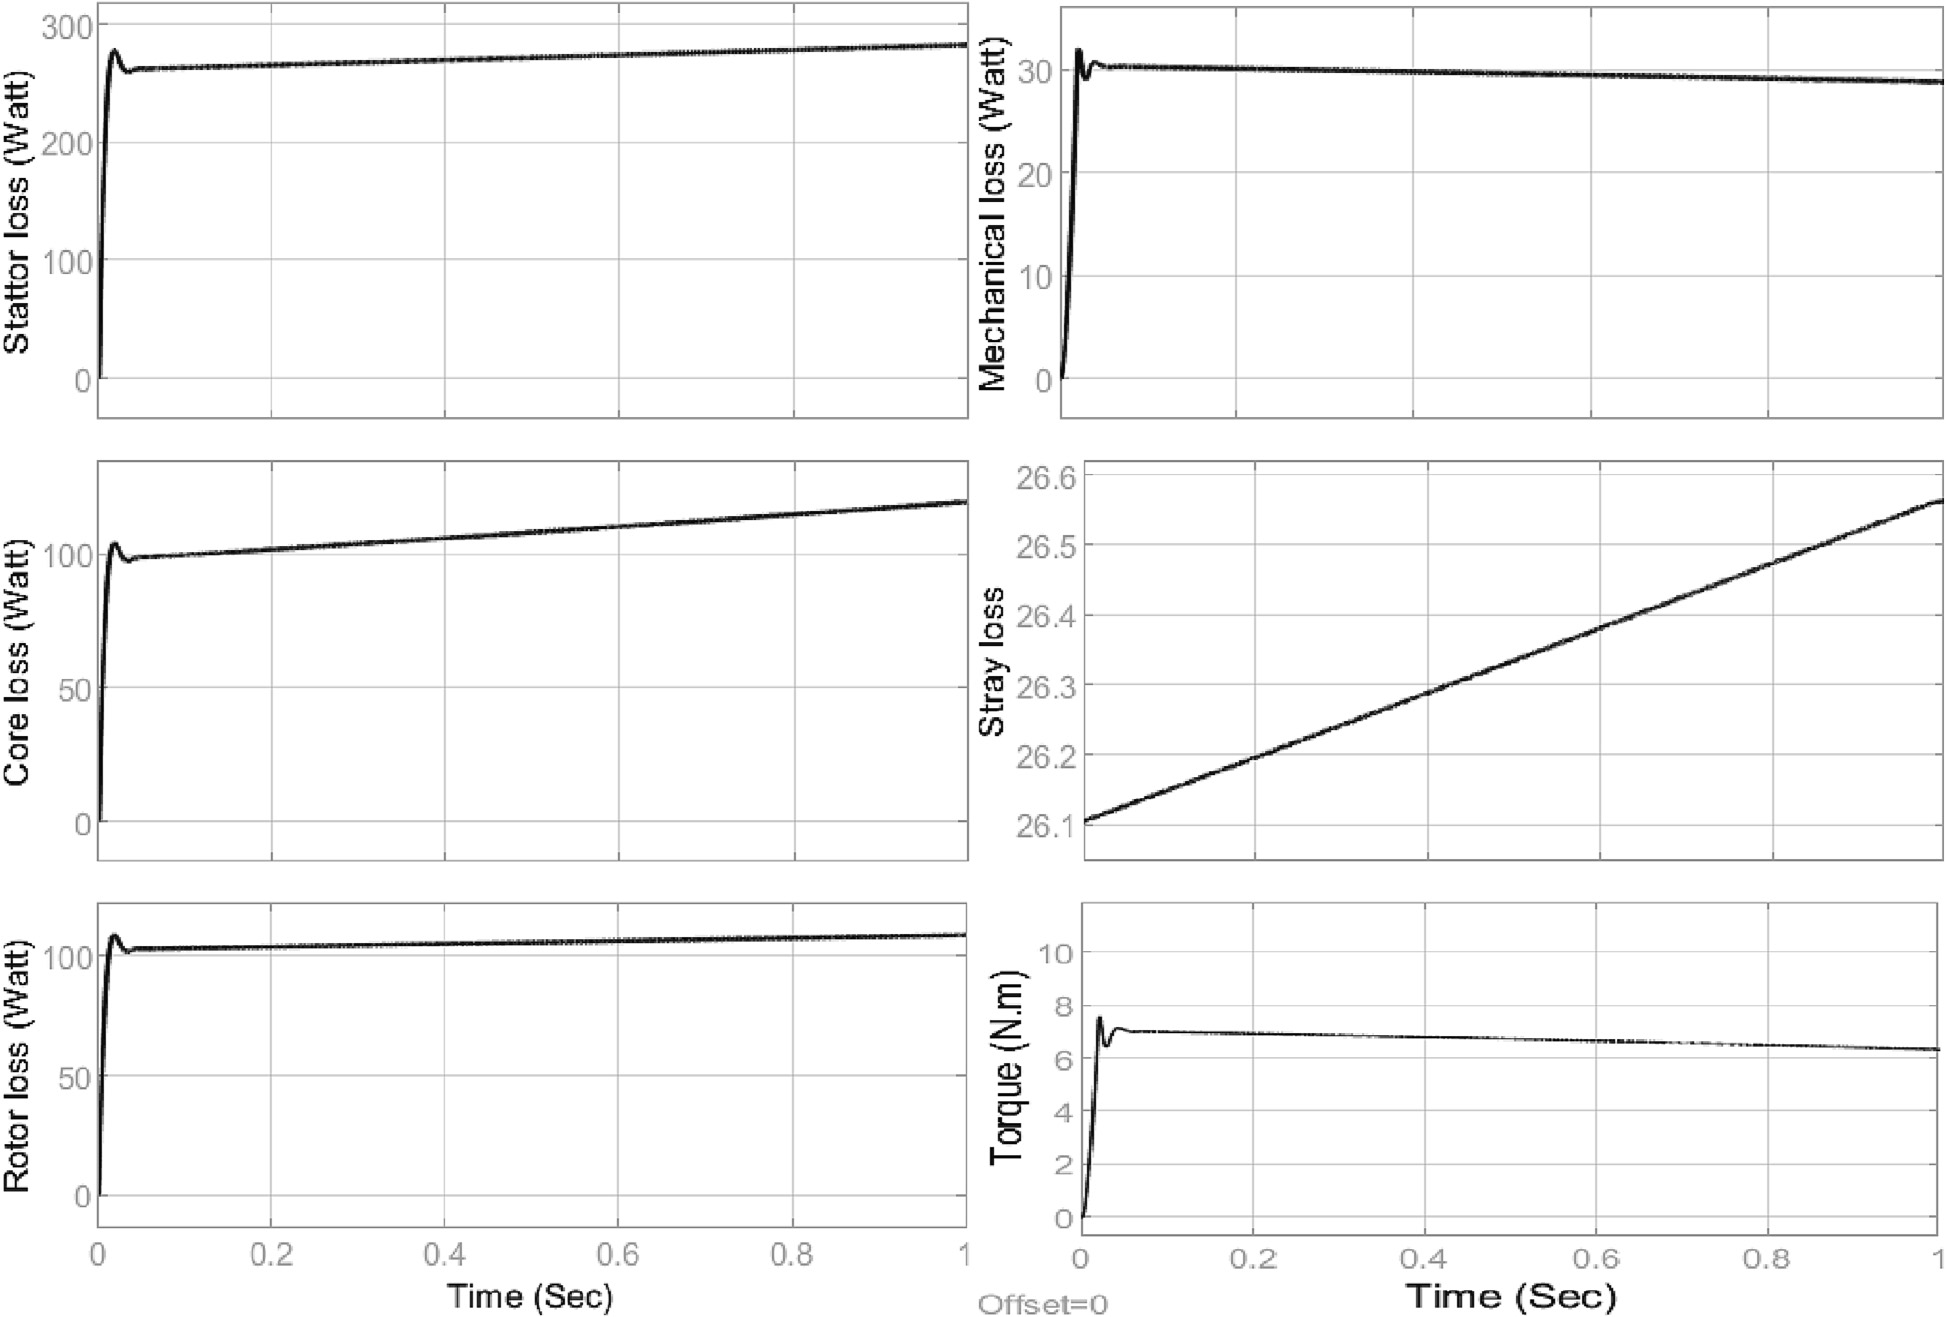 Stattor loss (Watt)
300
200
100
0
Mechanical loss (Watt)
30
20
10
0
Core loss (Watt)
100
50
0
Stray loss
26.6
26.5
26.4
26.3
26.2
26.1
Rotor loss (Watt)
100
50
0
0 0.2 0.4 0.6 0.8 1
Time (Sec)
Torque (N.m)
10
8
6
4
2
0
0 0.2 0.4 0.6 0.8 1
Time (Sec)
Offset=0